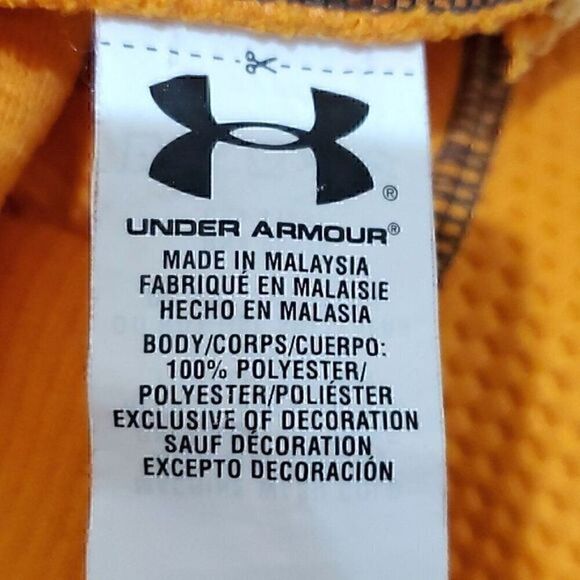 UNDER ARMOUR®
MADE IN MALAYSIA
FABRIQUÉ EN MALAISIE
HECHO EN MALASIA
BODY/CORPS/CUERPO:
100% POLYESTER/
POLYESTER/POLIÉSTER
EXCLUSIVE OF DECORATION
SAUF DÉCORATION
EXCEPTO DECORACIÓN